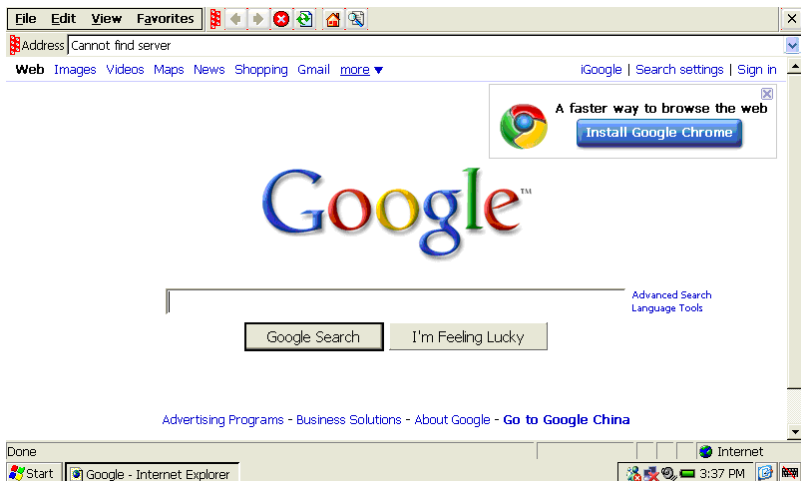 File Edit View Favorites
Address Cannot find server
Web Images Videos Maps News Shopping Gmail more ▼ iGoogle | Search settings | Sign in
A faster way to browse the web
Install Google Chrome
Google™
Advanced Search
Language Tools
Google Search I'm Feeling Lucky
Advertising Programs - Business Solutions - About Google - Go to Google China
Done Internet
Start Google - Internet Explorer 3:37 PM